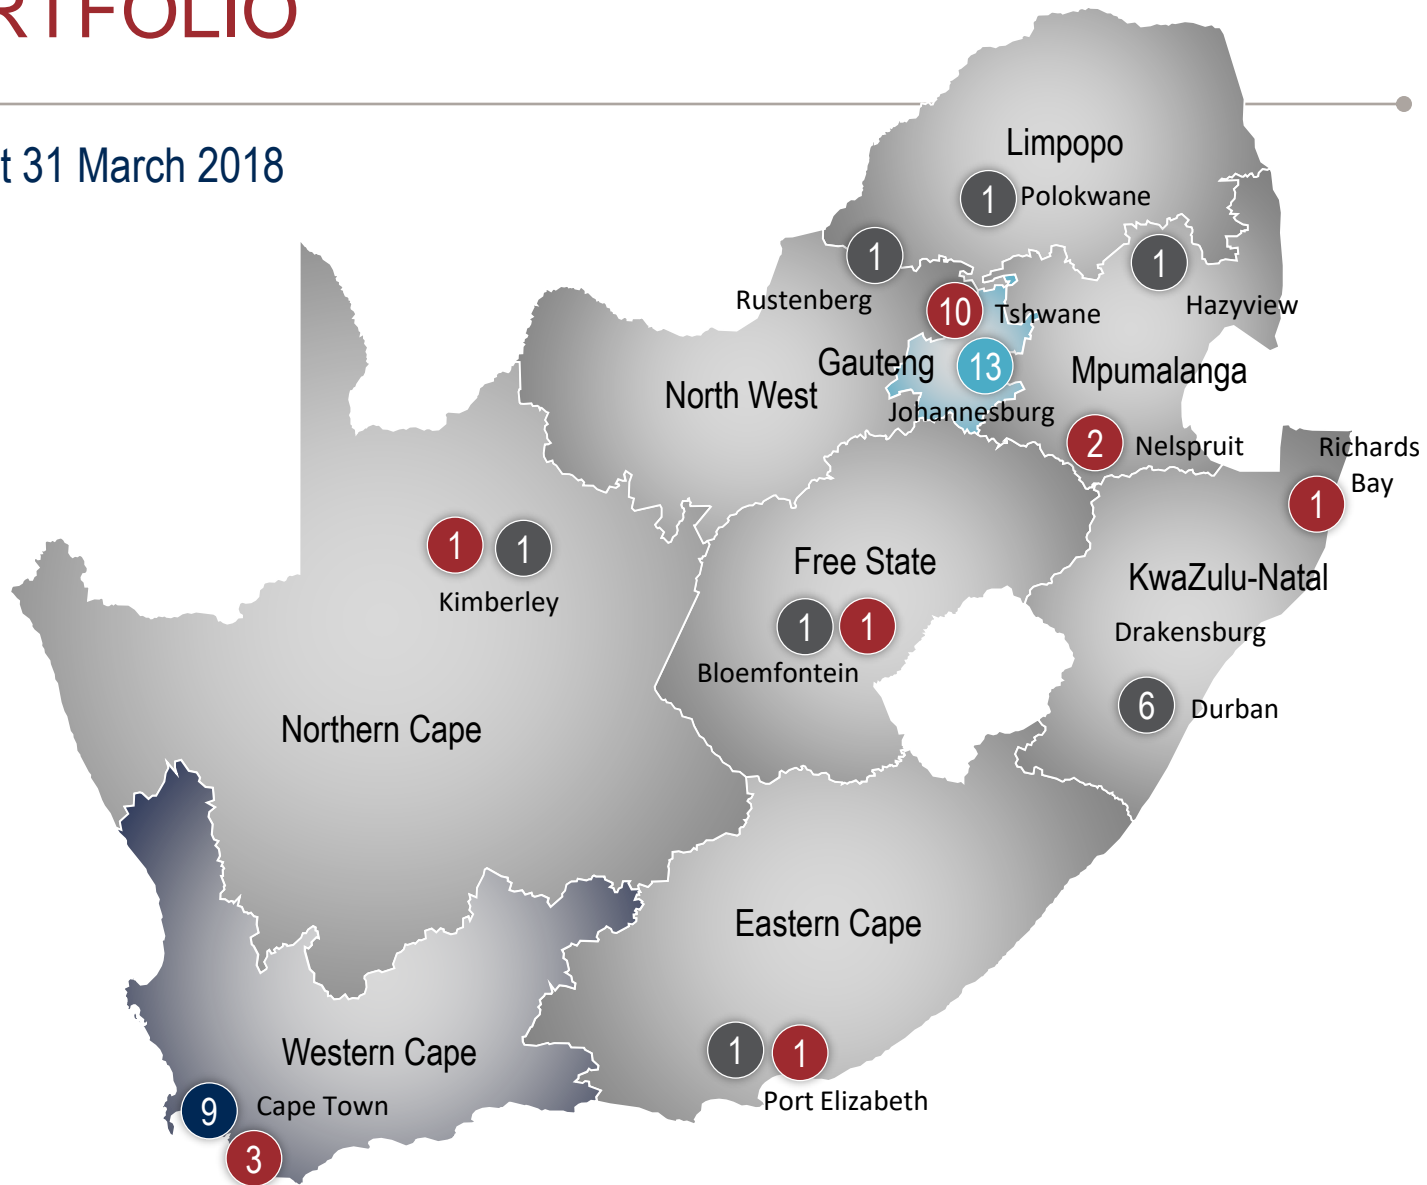 RTFOLIO
t 31 March 2018
Limpopo
1 Polokwane
1
Rustenberg
1
Hazyview
10 Tshwane
Gauteng
13
Johannesburg
North West
Mpumalanga
2 Nelspruit
Richards
Bay
1
1 1
Kimberley
Free State
1 1
Bloemfontein
KwaZulu-Natal
Drakensburg
6 Durban
Northern Cape
Eastern Cape
1 1
Port Elizabeth
Western Cape
9 Cape Town
3